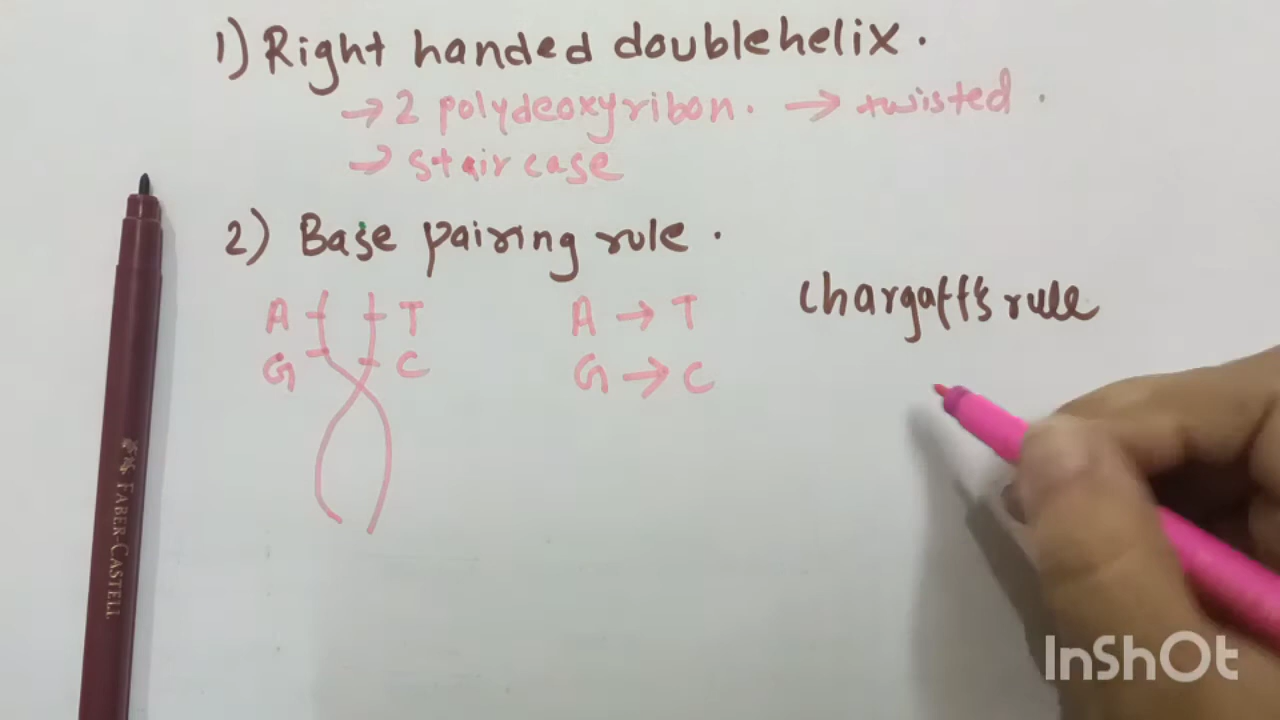 1) Right handed doublehelix.
→ 2 polydeoxyribon. → twisted.
→ staircase
2) Base pairing rule.
A T A → T
G C G → C
Chargaff's rule
FABER-CASTELL
InShOt